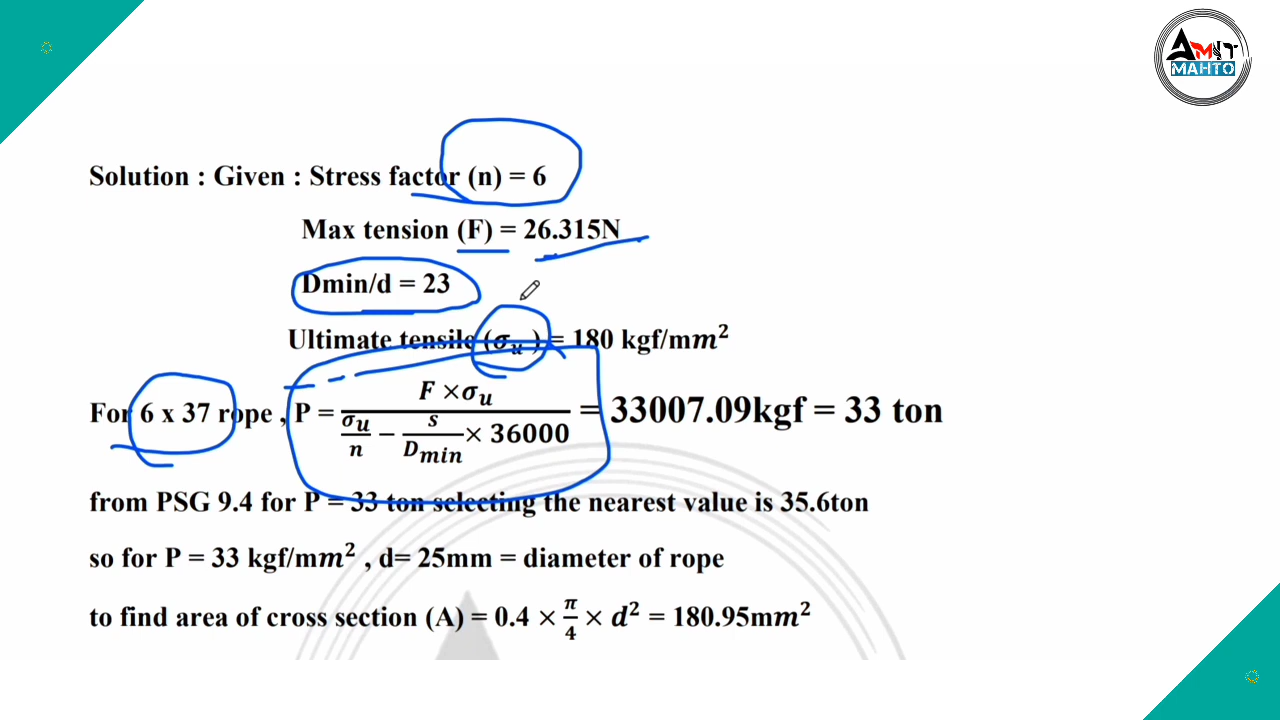 AMIT
MAHTO
Solution : Given : Stress factor (n) = 6
Max tension (F) = 26.315N
Dmin/d = 23
Ultimate tensile (σᵤ) = 180 kgf/mm²
For 6 x 37 rope , P = (F ×σᵤ)/(σᵤ/n − s/Dₘᵢₙ × 36000) = 33007.09kgf = 33 ton
from PSG 9.4 for P = 33 ton selecting the nearest value is 35.6ton
so for P = 33 kgf/mm² , d= 25mm = diameter of rope
to find area of cross section (A) = 0.4 × π/4 × d² = 180.95mm²